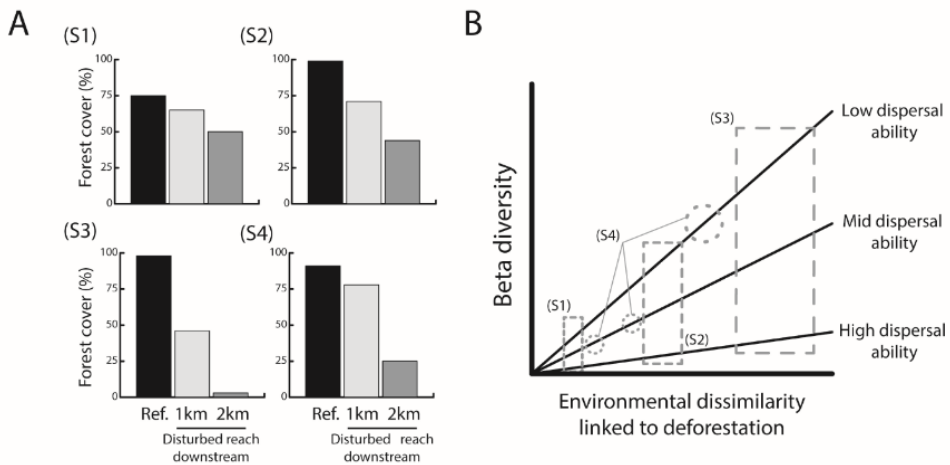 A
(S1)
100
75
50
25
0
Forest cover (%)
(S2)
100
75
50
25
0
(S3)
100
75
50
25
0
Forest cover (%)
Ref. 1km 2km
Disturbed reach
downstream
(S4)
100
75
50
25
0
Ref. 1km 2km
Disturbed reach
downstream
B
Beta diversity
(S1)
(S4)
(S2)
(S3)
Low dispersal
ability
Mid dispersal
ability
High dispersal
ability
Environmental dissimilarity
linked to deforestation